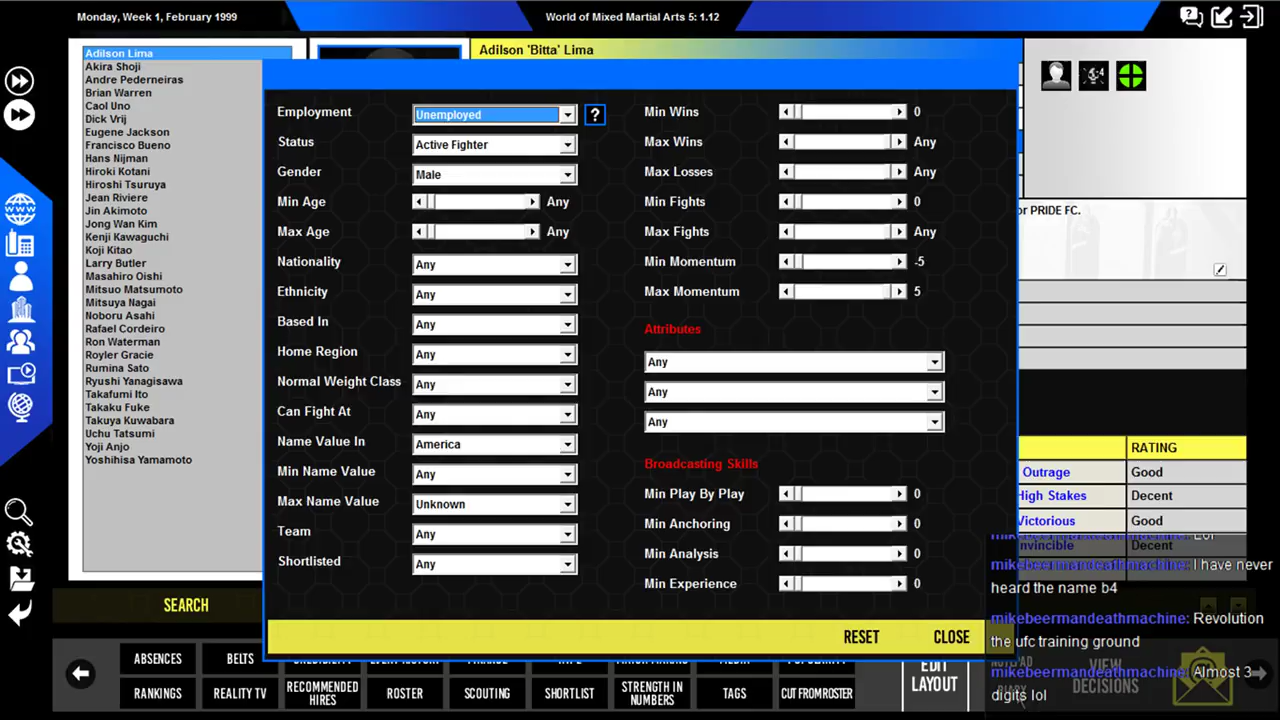 Monday, Week 1, February 1999
World of Mixed Martial Arts 5: 1.12
Adilson Lima
Akira Shoji
Andre Pederneiras
Brian Warren
Caol Uno
Dick Vrij
Eugene Jackson
Francisco Bueno
Hans Nijman
Hiroki Kotani
Hiroshi Tsuruya
Jean Riviere
Jin Akimoto
Jong Wan Kim
Kenji Kawaguchi
Koji Kitao
Larry Butler
Masahiro Oishi
Mitsuo Matsumoto
Mitsuya Nagai
Noboru Asahi
Rafael Cordeiro
Ron Waterman
Royler Gracie
Rumina Sato
Ryushi Yanagisawa
Takafumi Ito
Takaku Fuke
Takuya Kuwabara
Uchu Tatsumi
Yoji Anjo
Yoshihisa Yamamoto
SEARCH
Adilson 'Bitta' Lima
Employment Unemployed ?
Status Active Fighter
Gender Male
Min Age Any
Max Age Any
Nationality Any
Ethnicity Any
Based In Any
Home Region Any
Normal Weight Class Any
Can Fight At Any
Name Value In America
Min Name Value Any
Max Name Value Unknown
Team Any
Shortlisted Any
Min Wins 0
Max Wins Any
Max Losses Any
Min Fights 0
Max Fights Any
Min Momentum -5
Max Momentum 5
Attributes
Any
Any
Any
Broadcasting Skills
Min Play By Play 0
Min Anchoring 0
Min Analysis 0
Min Experience 0
RESET CLOSE
or PRIDE FC.
RATING
Outrage Good
High Stakes Decent
Victorious Good
Invincible Decent
mikebeermandeathmachine: I have never
heard the name b4
mikebeermandeathmachine: Revolution
the ufc training ground
mikebeermandeathmachine: Almost 3
digits lol
ABSENCES BELTS
RANKINGS REALITY TV RECOMMENDED
HIRES ROSTER SCOUTING SHORTLIST STRENGTH IN
NUMBERS TAGS CUT FROM ROSTER
EDIT
LAYOUT
VIEW
DECISIONS